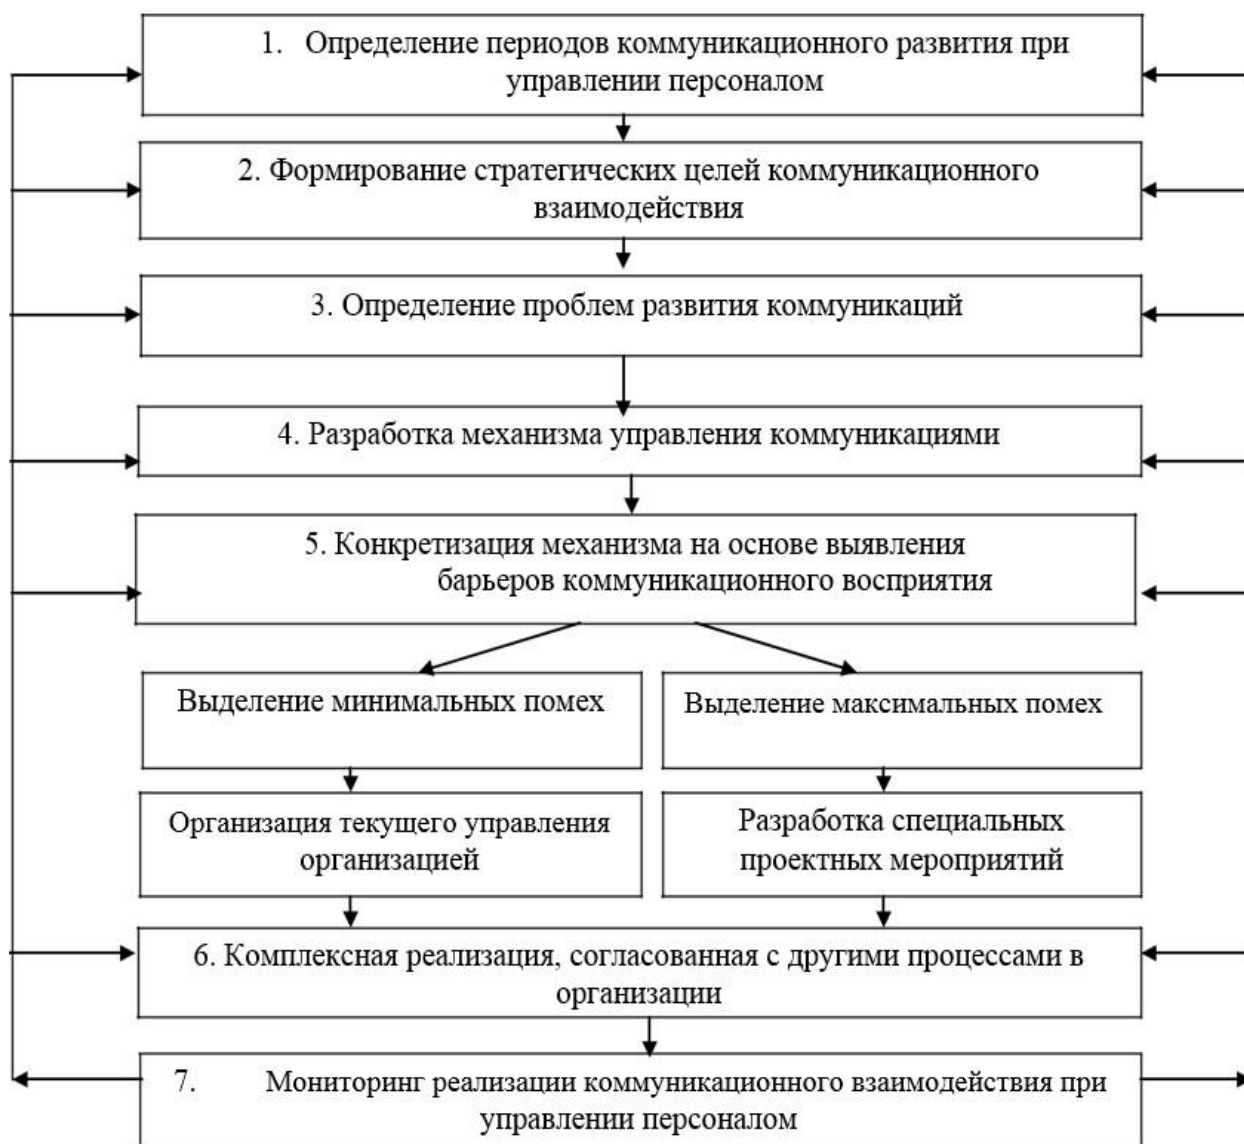 1. Определение периодов коммуникационного развития при
управлении персоналом
2. Формирование стратегических целей коммуникационного
взаимодействия
3. Определение проблем развития коммуникаций
4. Разработка механизма управления коммуникациями
5. Конкретизация механизма на основе выявления
барьеров коммуникационного восприятия
Выделение минимальных помех
Выделение максимальных помех
Организация текущего управления
организацией
Разработка специальных
проектных мероприятий
6. Комплексная реализация, согласованная с другими процессами в
организации
7. Мониторинг реализации коммуникационного взаимодействия при
управлении персоналом